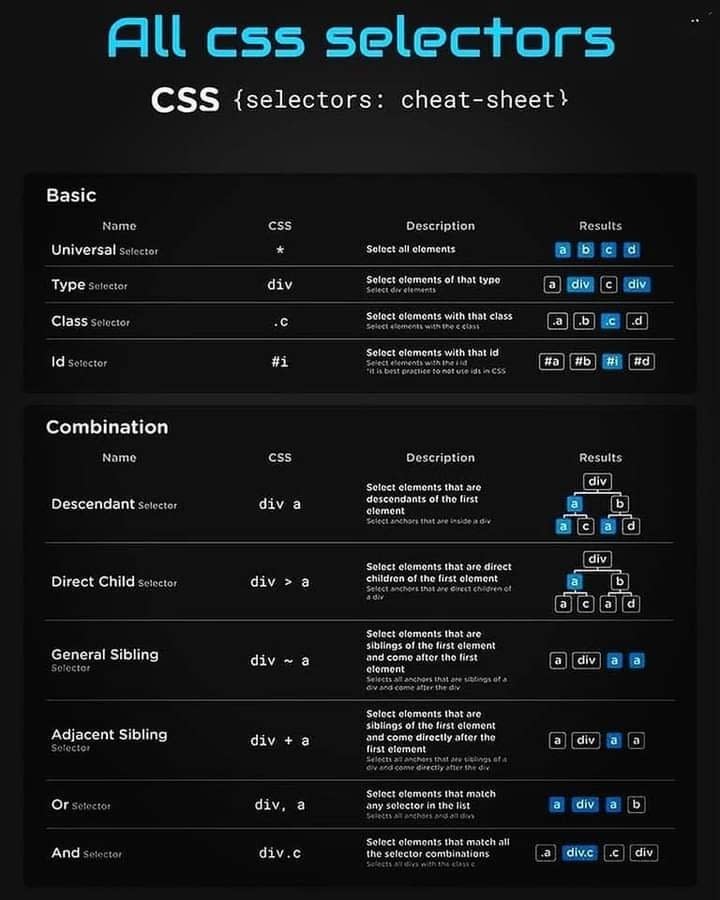 All css selectors
CSS {selectors: cheat-sheet}
Basic
Name CSS Description Results
Universal Selector * Select all elements a b c d
Type Selector div Select elements of that type a div c div
Select div elements
Class Selector .c Select elements with that class .a .b .c .d
Select elements with the c class
Id Selector #i Select elements with that id #a #b #i #d
Select elements with the i id
*It is best practice to not use ids in CSS
Combination
Name CSS Description Results
Descendant Selector div a
Select elements that are
descendants of the first
element
Select anchors that are inside a div
div
a b
a c a d
Direct Child Selector div > a
Select elements that are direct
children of the first element
Select anchors that are direct children of
a div
div
a b
a c a d
General Sibling
Selector
div ~ a
Select elements that are
siblings of the first element
and come after the first
element
Selects all anchors that are siblings of a
div and come after the div
a div a a
Adjacent Sibling
Selector
div + a
Select elements that are
siblings of the first element
and come directly after the
first element
Selects all anchors that are siblings of a
div and come directly after the div
a div a a
Or Selector div, a
Select elements that match
any selector in the list
Selects all anchors and all divs
a div a b
And Selector div.c
Select elements that match all
the selector combinations
Selects all divs with the class c
.a div.c .c div